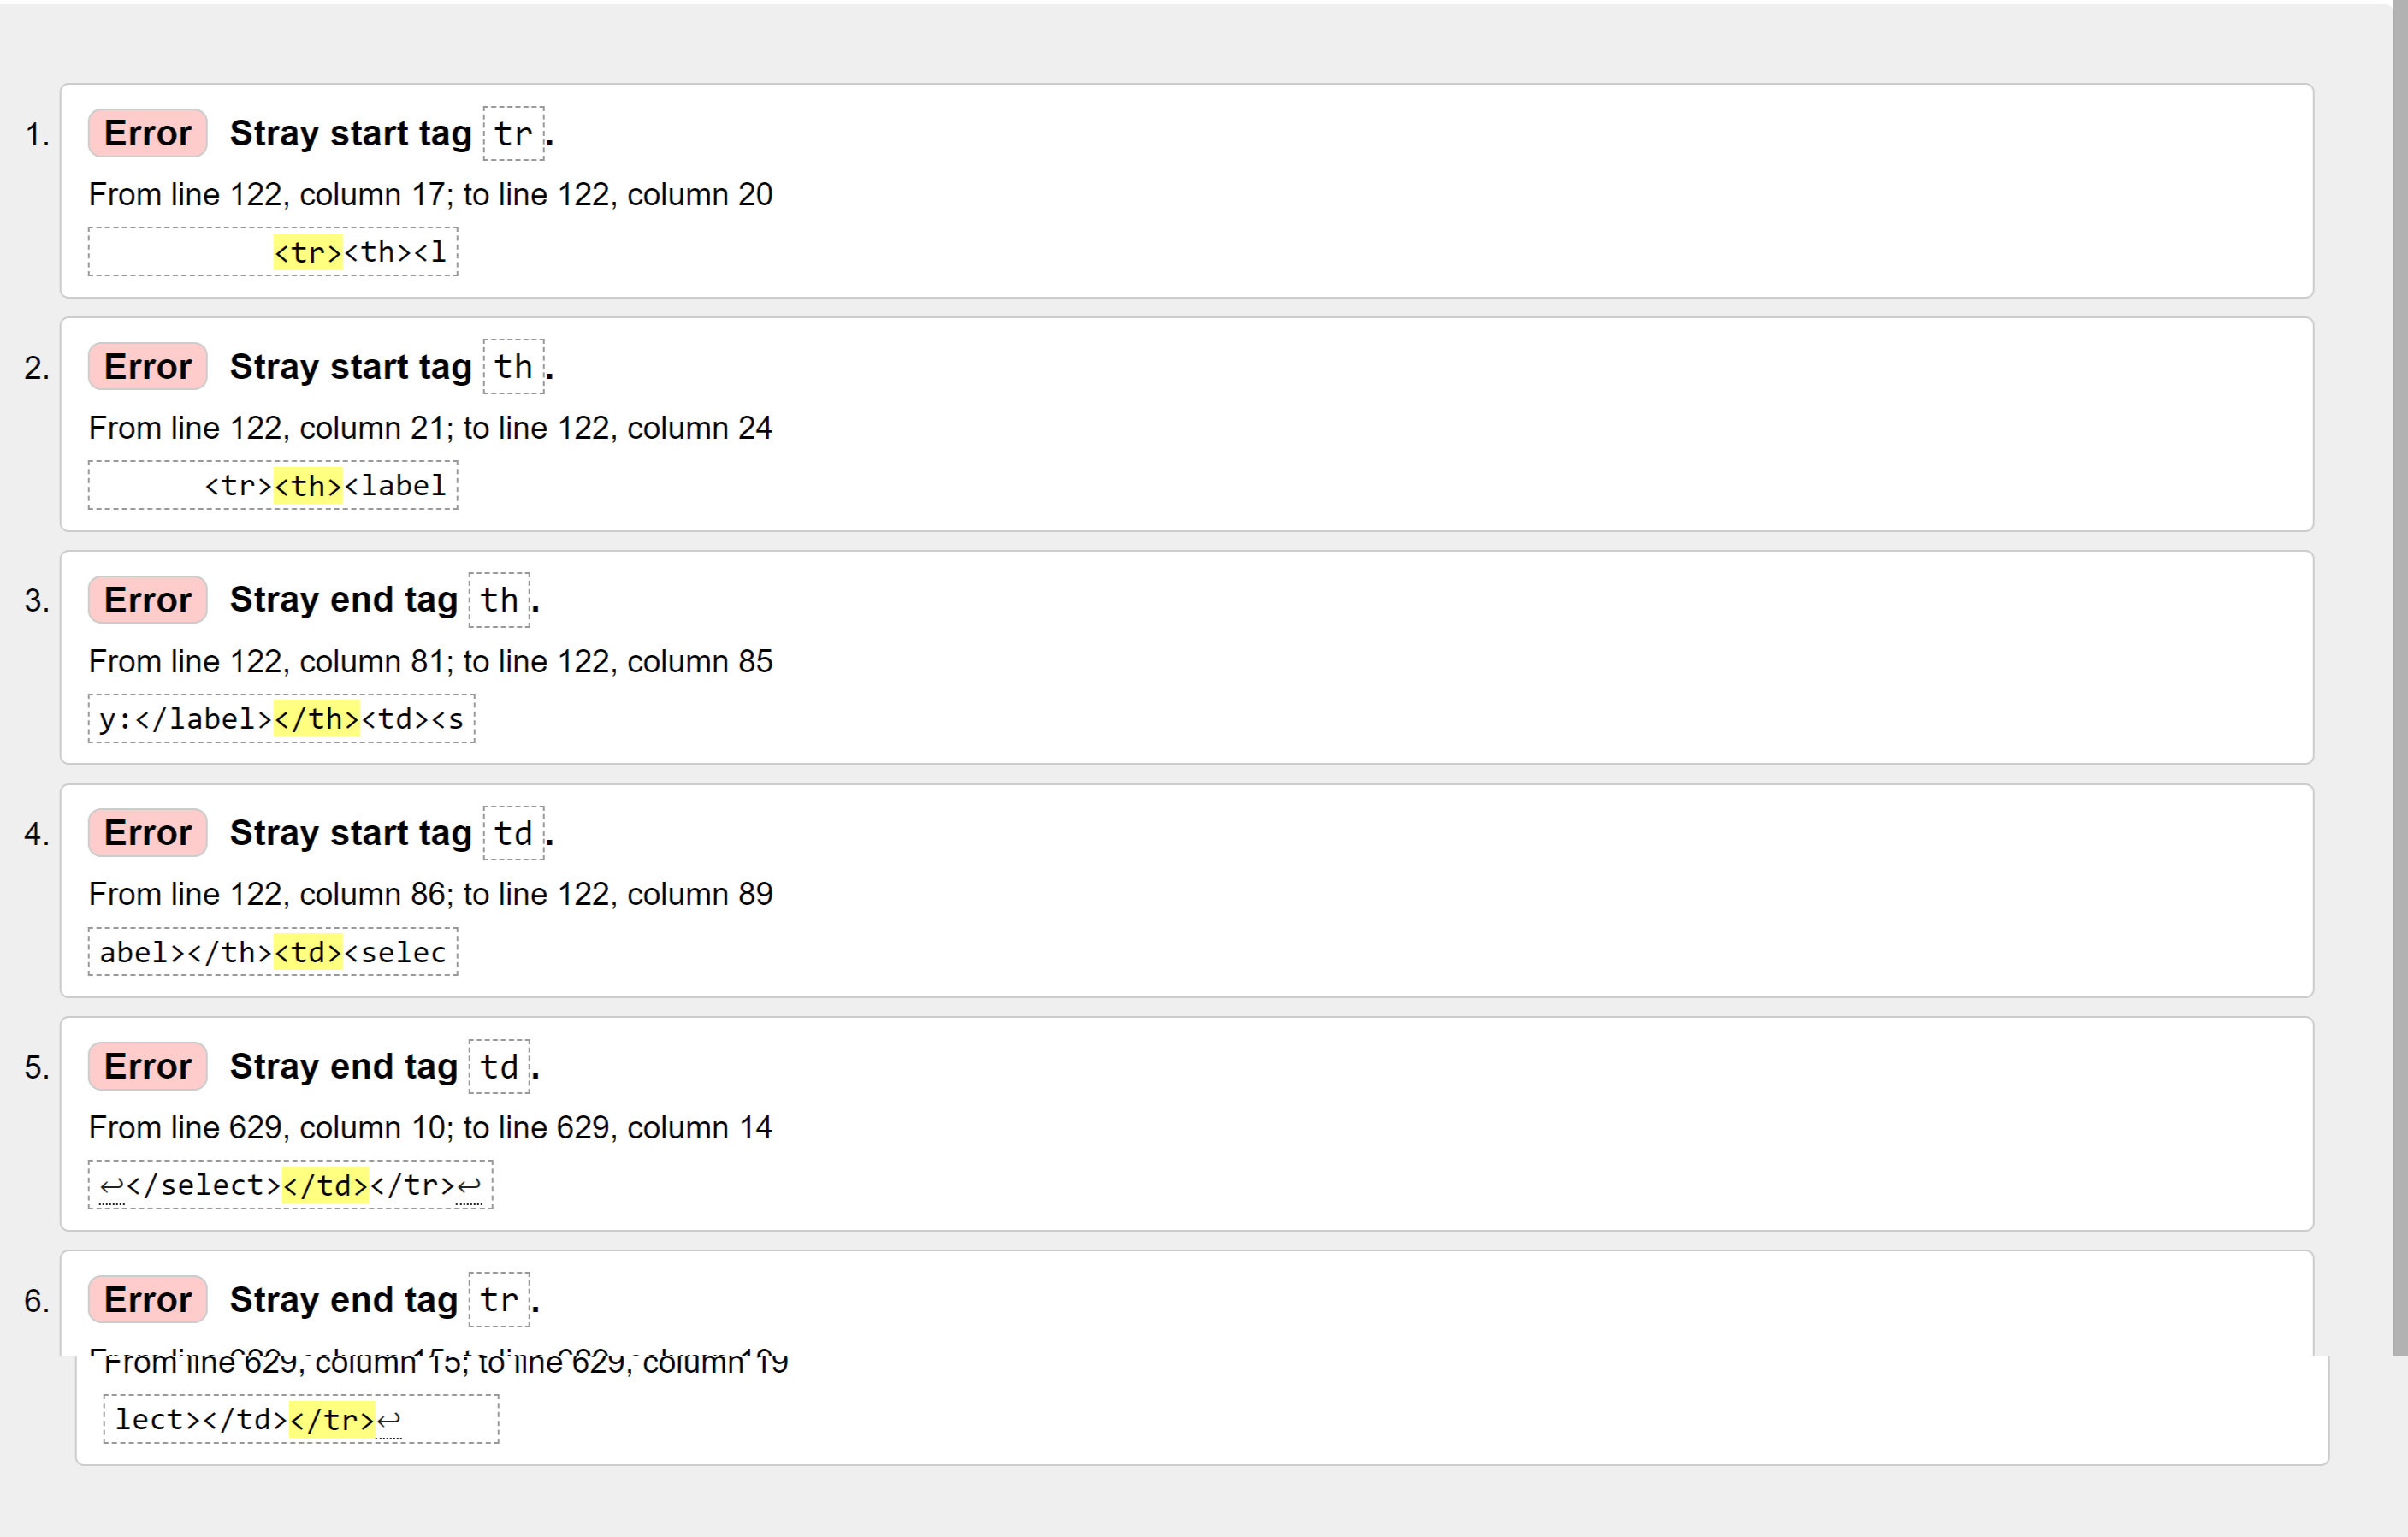 1. Error Stray start tag tr.
From line 122, column 17; to line 122, column 20
<tr><th><l
2. Error Stray start tag th.
From line 122, column 21; to line 122, column 24
<tr><th><label
3. Error Stray end tag th.
From line 122, column 81; to line 122, column 85
y:</label></th><td><s
4. Error Stray start tag td.
From line 122, column 86; to line 122, column 89
abel></th><td><selec
5. Error Stray end tag td.
From line 629, column 10; to line 629, column 14
↩</select></td></tr>↩
6. Error Stray end tag tr.
From line 629, column 15; to line 629, column 19
lect></td></tr>↩